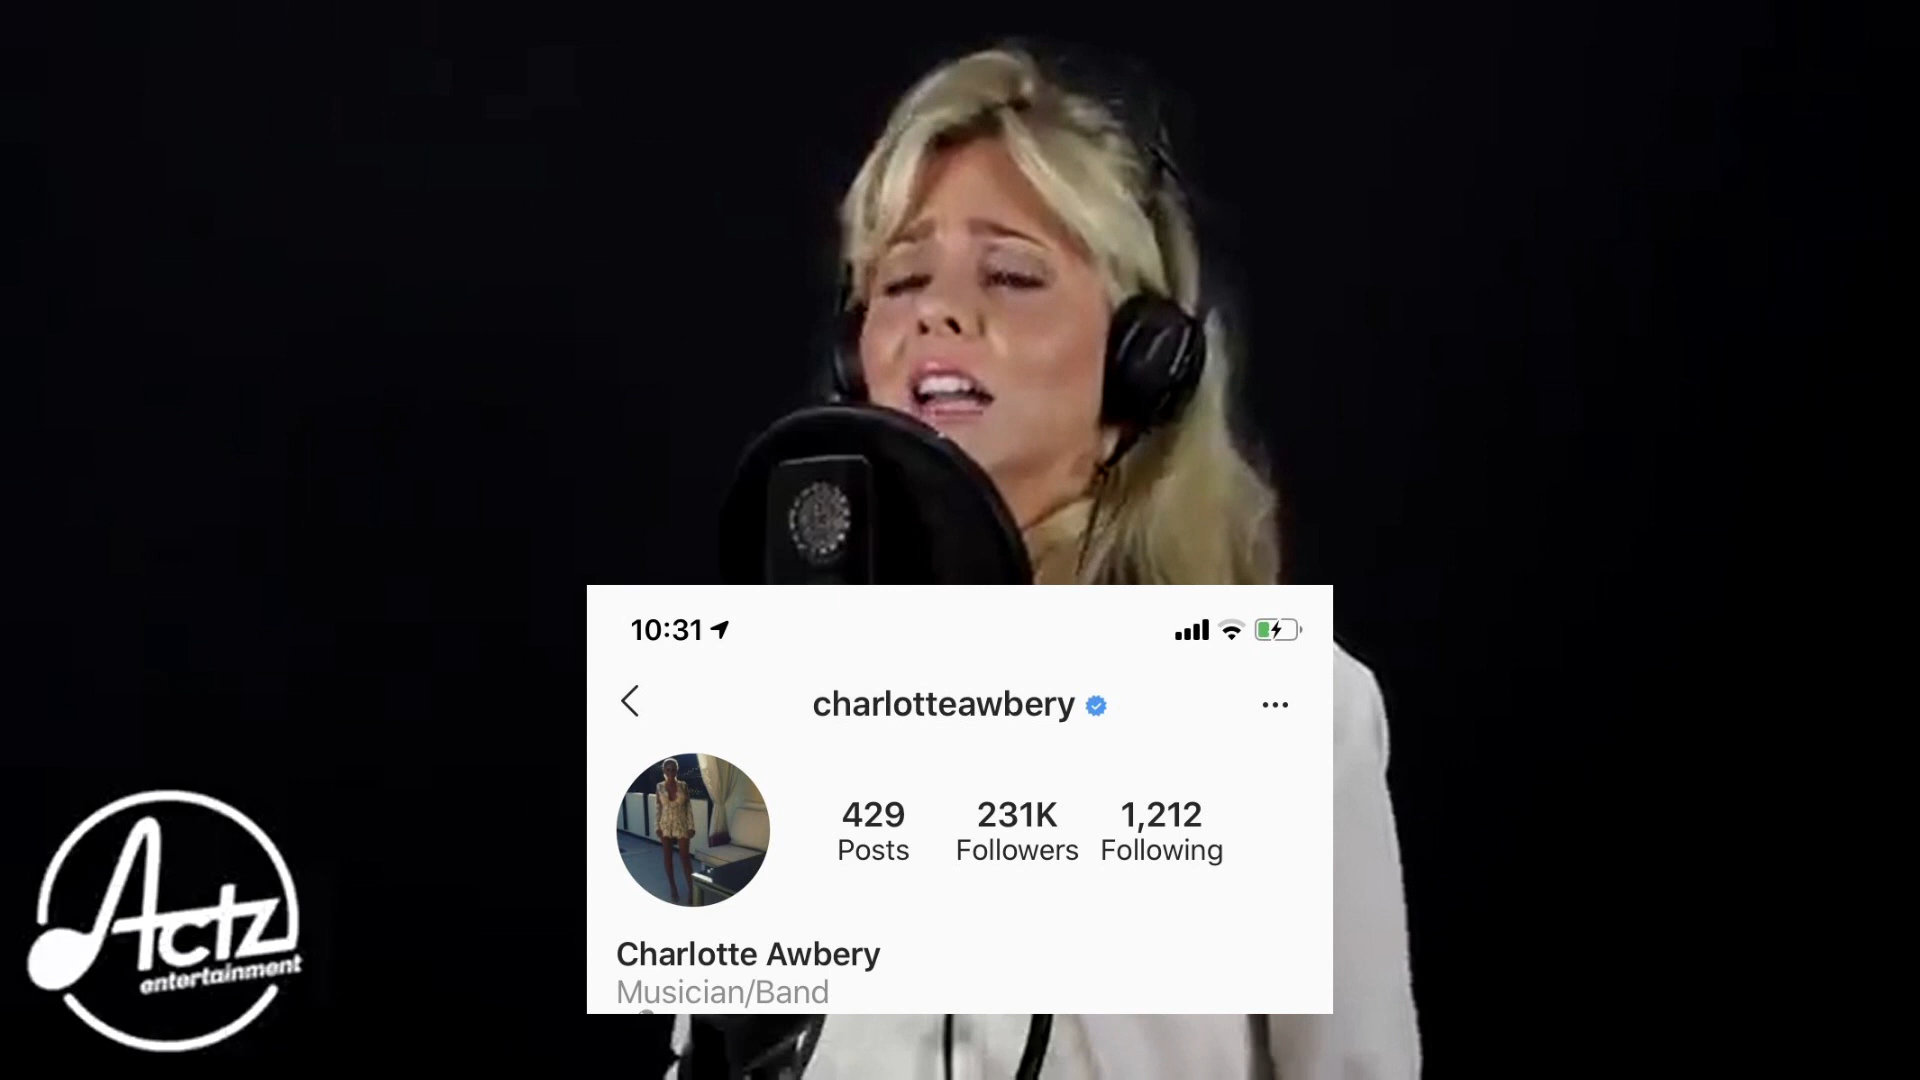 10:31
charlotteawbery
429 231K 1,212
Posts Followers Following
Charlotte Awbery
Musician/Band
Actz
entertainment